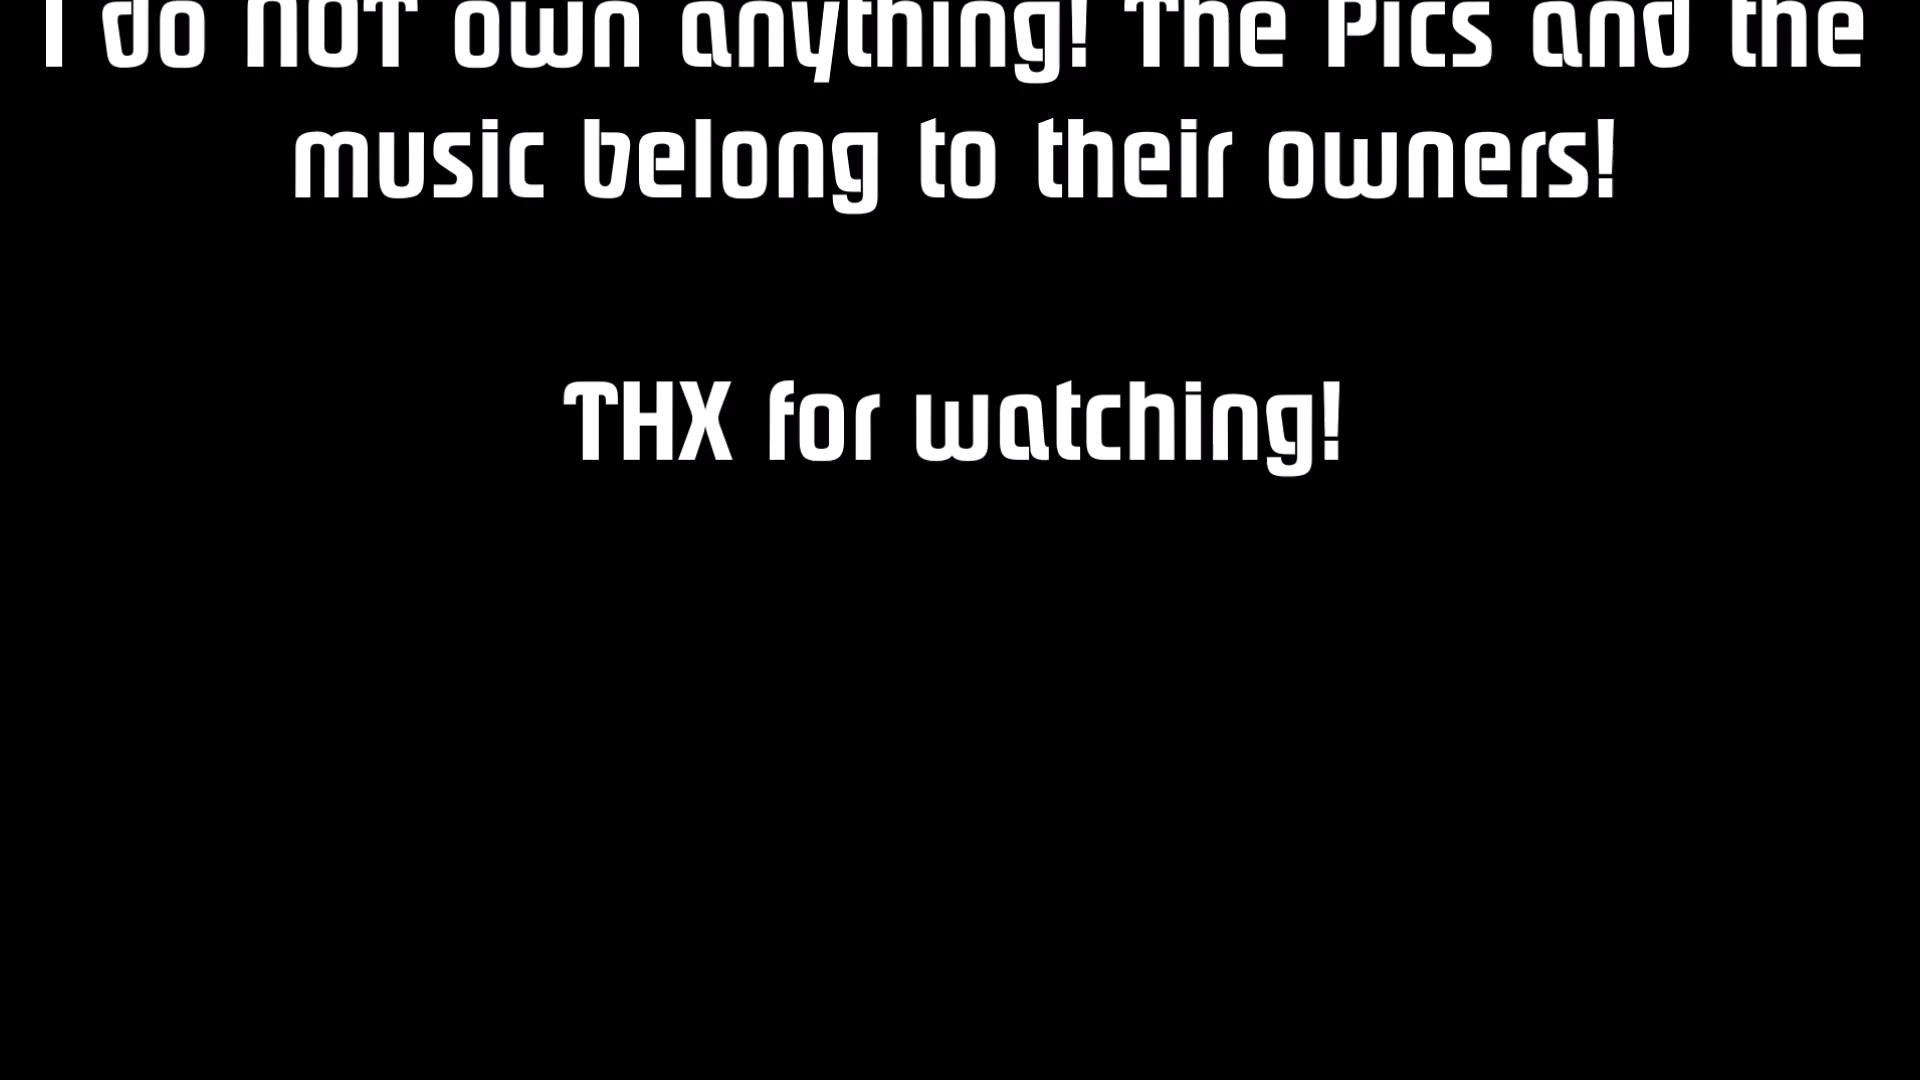 I do NOT own anything! The Pics and the
music belong to their owners!
THX for watching!